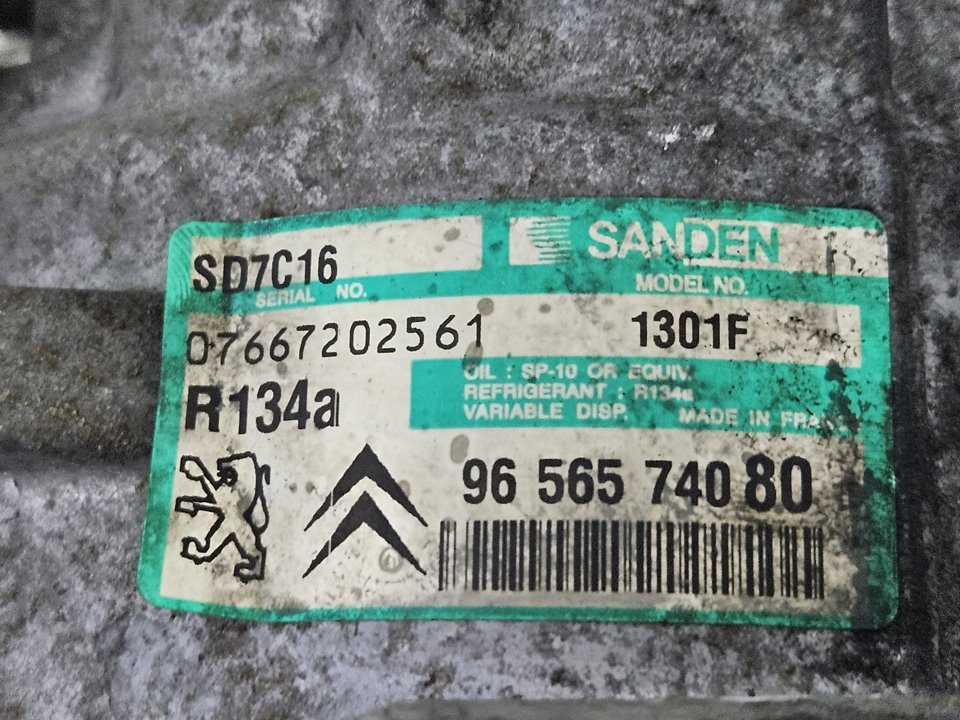 SANDEN
SD7C16
SERIAL NO.
MODEL NO.
07667202561
1301F
OIL : SP-10 OR EQUIV.
REFRIGERANT : R134a
VARIABLE DISP. MADE IN
R134a
96 565 740 80